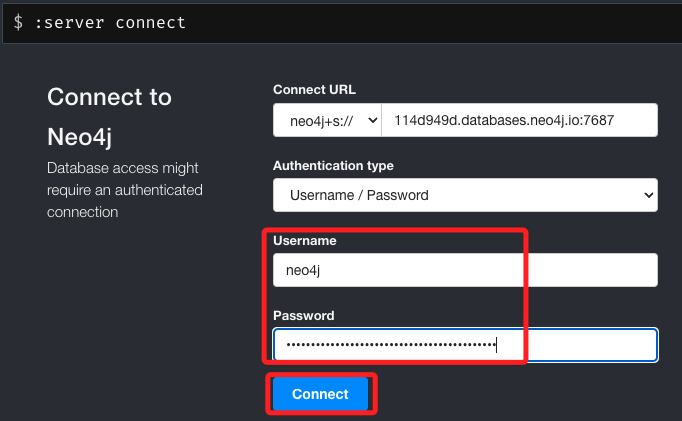 $ :server connect
Connect to
Neo4j
Database access might
require an authenticated
connection
Connect URL
neo4j+s://
114d949d.databases.neo4j.io:7687
Authentication type
Username / Password
Username
neo4j
Password
Connect